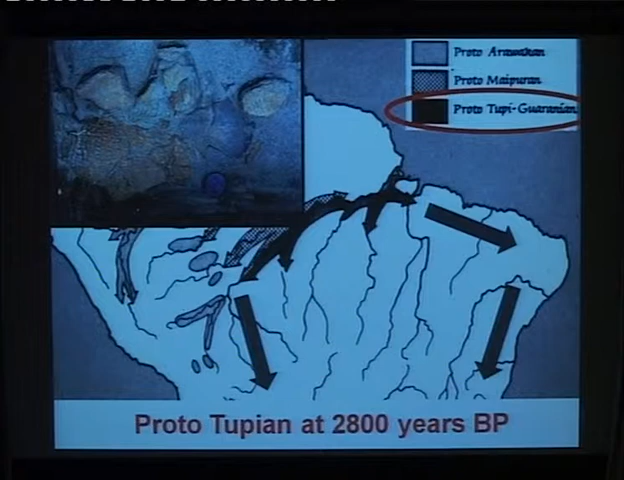 Proto Arawakan
Proto Maipuran
Proto Tupi-Guaranian
Proto Tupian at 2800 years BP